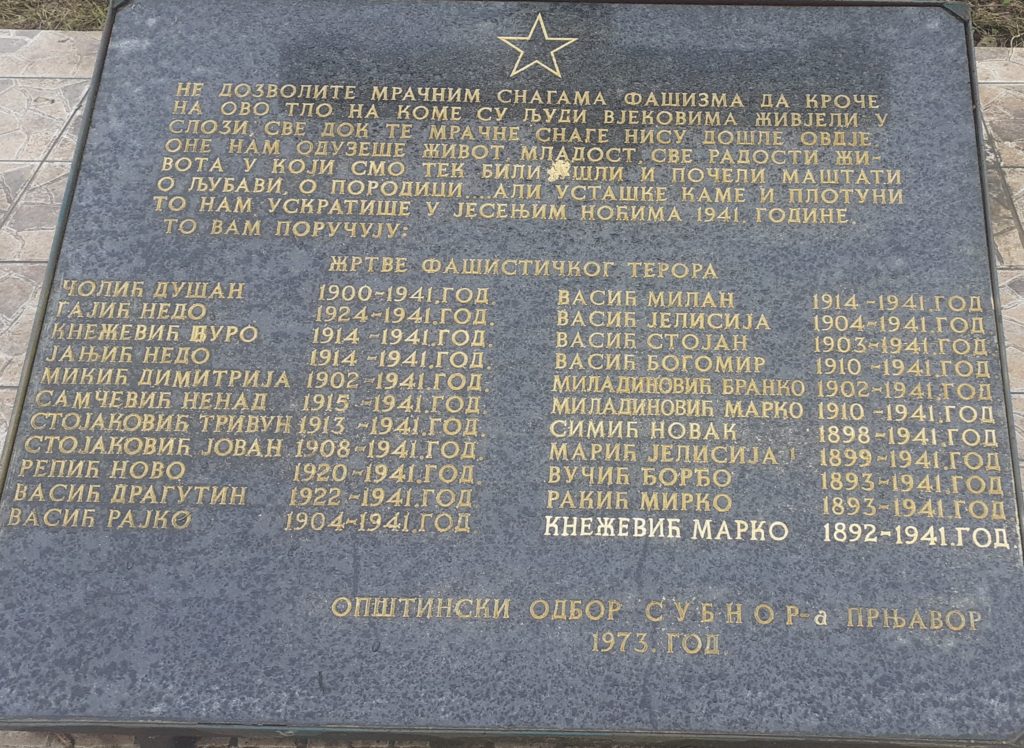 НЕ ДОЗВОЛИТЕ МРАЧНИМ СНАГАМА ФАШИЗМА ДА КРОЧЕ
НА ОВО ТЛО НА КОМЕ СУ ЉУДИ ВЈЕКОВИМА ЖИВЈЕЛИ У
СЛОЗИ, СВЕ ДОК ТЕ МРАЧНЕ СНАГЕ НИСУ ДОШЛЕ ОВДЈЕ
ОНЕ НАМ ОДУЗЕШЕ ЖИВОТ, МЛАДОСТ, СВЕ РАДОСТИ ЖИ-
ВОТА У КОЈИ СМО ТЕК БИЛИ И ПОЧЕЛИ МАШТАТИ
О ЉУБАВИ, О ПОРОДИЦИ...АЛИ УСТАШКЕ КАМЕ И ПЛОТУНИ
ТО НАМ УСКРАТИШЕ У ЈЕСЕЊИМ НОЋИМА 1941. ГОДИНЕ.
ТО ВАМ ПОРУЧУЈУ:
ЖРТВЕ ФАШИСТИЧКОГ ТЕРОРА
ЧОЛИЋ ДУШАН 1900-1941.ГОД.
ГАЈИЋ НЕДО 1924-1941.ГОД.
КНЕЖЕВИЋ ЂУРО 1914-1941.ГОД.
ЈАЊИЋ НЕДО 1914-1941.ГОД.
МИКИЋ ДИМИТРИЈА 1902-1941.ГОД.
САМЧЕВИЋ НЕНАД 1915-1941.ГОД.
СТОЈАКОВИЋ ТРИВУН 1913-1941.ГОД.
СТОЈАКОВИЋ ЈОВАН 1908-1941.ГОД.
РЕПИЋ НОВО 1920-1941.ГОД.
ВАСИЋ ДРАГУТИН 1922-1941.ГОД.
ВАСИЋ РАЈКО 1904-1941.ГОД
ВАСИЋ МИЛАН 1914-1941.ГОД
ВАСИЋ ЈЕЛИСИЈА 1904-1941.ГОД.
ВАСИЋ СТОЈАН 1903-1941.ГОД.
ВАСИЋ БОГОМИР 1910-1941.ГОД.
МИЛАДИНОВИЋ БРАНКО 1902-1941.ГОД.
МИЛАДИНОВИЋ МАРКО 1910-1941.ГОД.
СИМИЋ НОВАК 1898-1941.ГОД.
МАРИЋ ЈЕЛИСИЈА 1899-1941.ГОД.
ВУЧИЋ БОРЂО 1893-1941.ГОД.
РАКИЋ МИРКО 1893-1941.ГОД.
КНЕЖЕВИЋ МАРКО 1892-1941.ГОД.
ОПШТИНСКИ ОДБОР СУБНОР-а ПРЊАВОР
1973. ГОД.